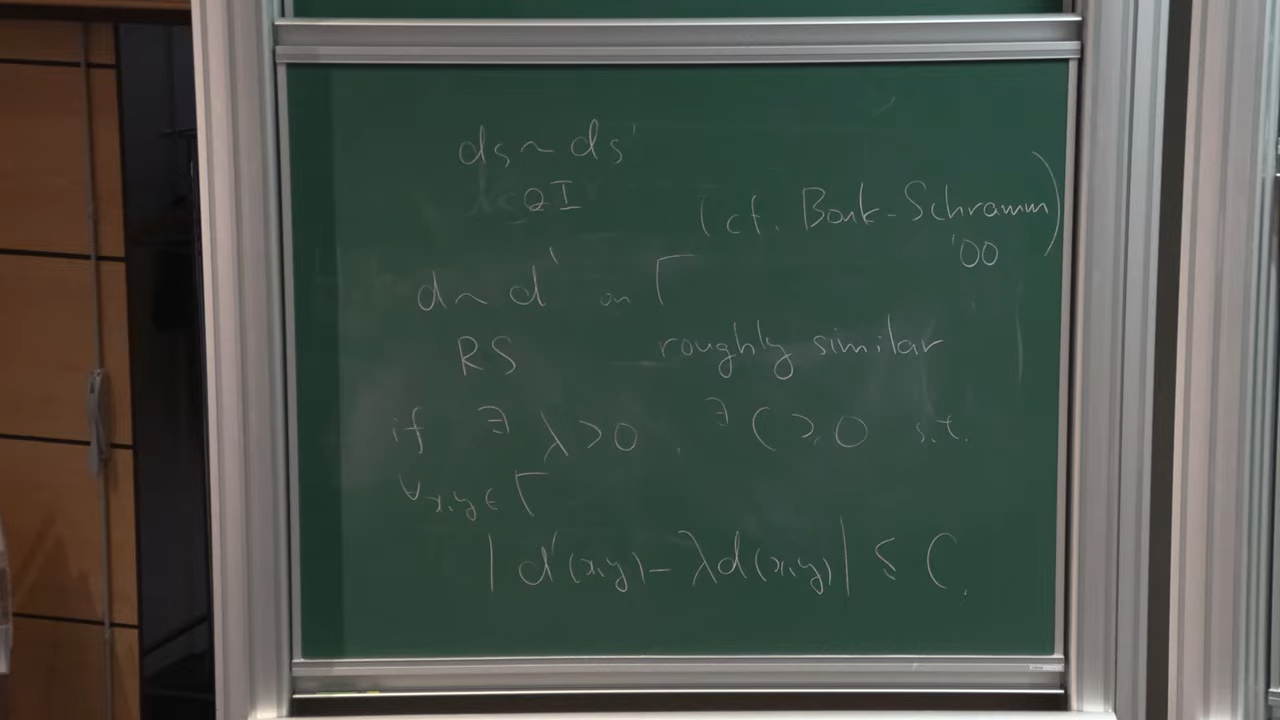 ds ~ ds'
QI
(cf. Bonk-Schramm)
'00
d ~ d' on Γ
RS roughly similar
if ∃ λ>0, ∃ C≥0 s.t.
∀x,y∈Γ
|d'(x,y) - λd(x,y)| ≤ C.